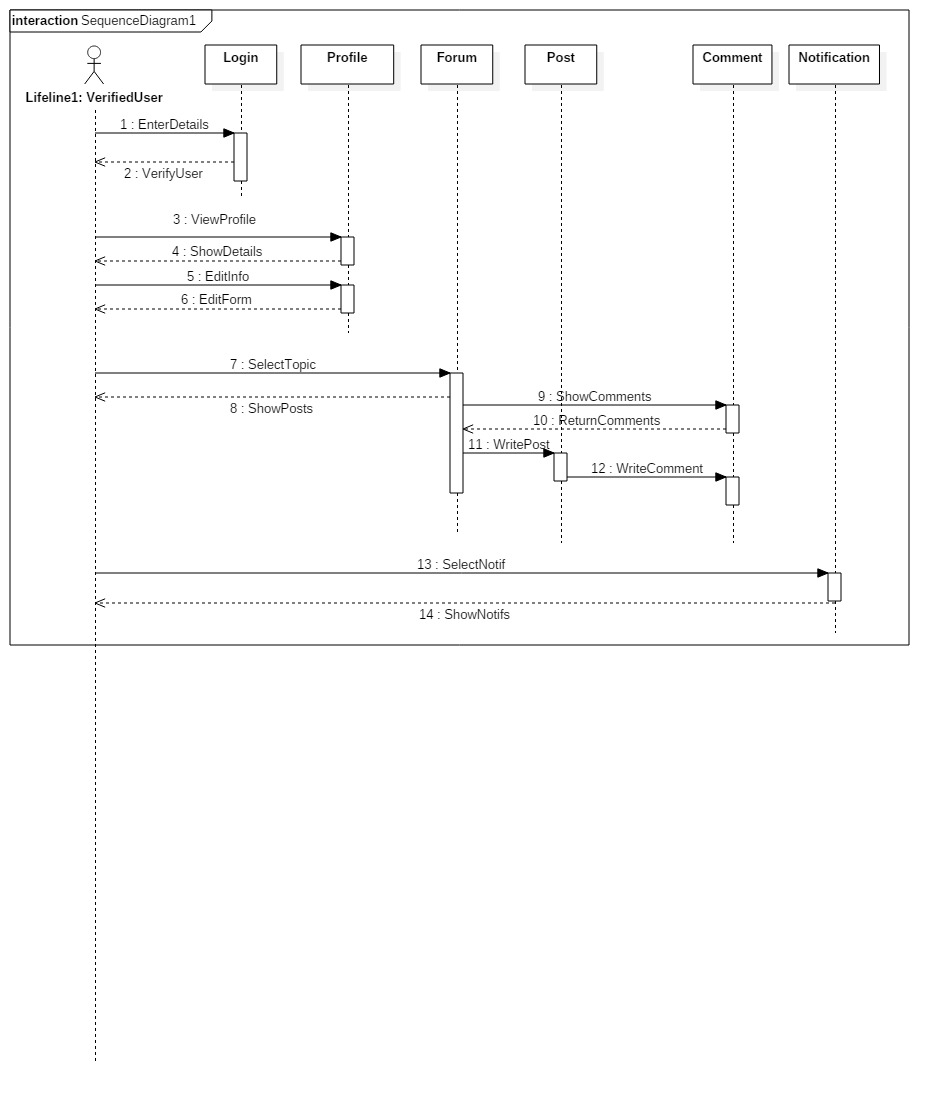 interaction SequenceDiagram1
Login
Profile
Forum
Post
Comment
Notification
Lifeline1: VerifiedUser
1 : EnterDetails
2 : VerifyUser
3 : ViewProfile
4 : ShowDetails
5 : EditInfo
6 : EditForm
7 : SelectTopic
8 : ShowPosts
9 : ShowComments
10 : ReturnComments
11 : WritePost
12 : WriteComment
13 : SelectNotif
14 : ShowNotifs